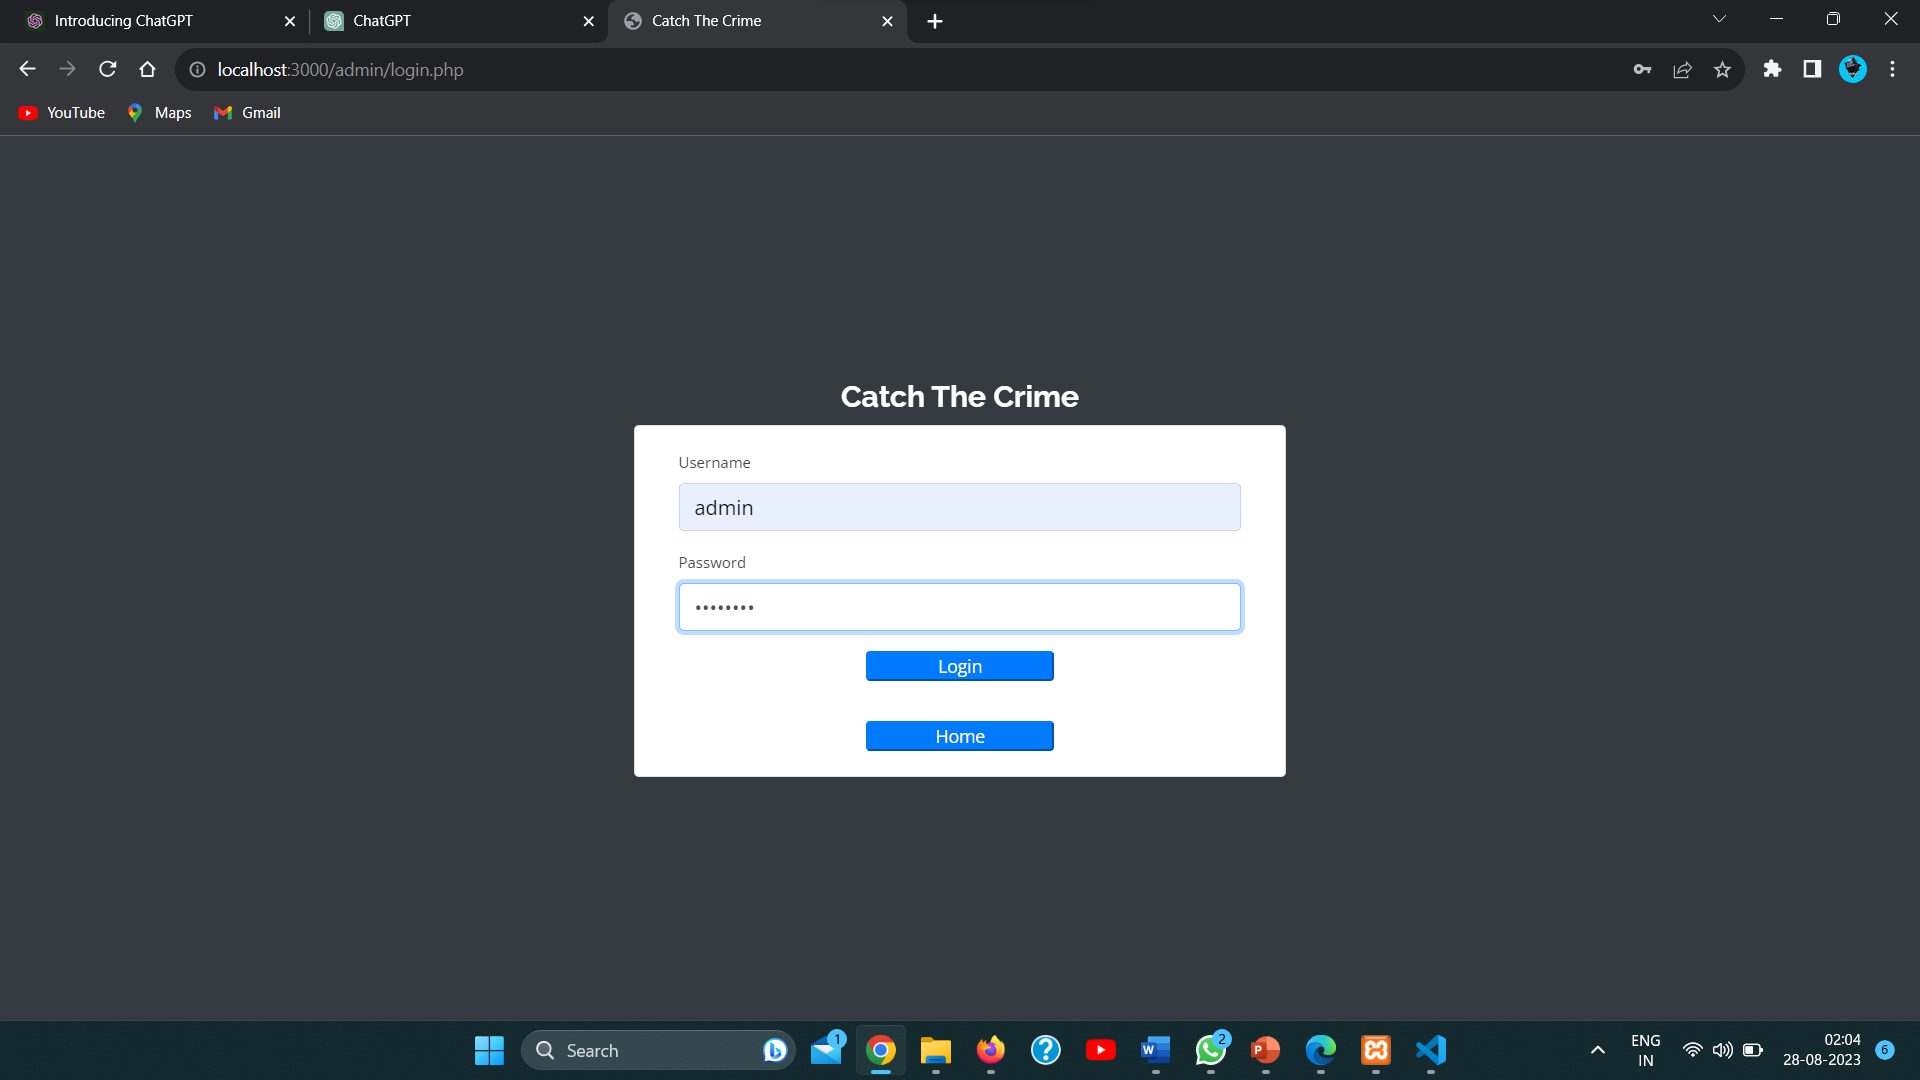 Introducing ChatGPT
ChatGPT
Catch The Crime
localhost:3000/admin/login.php
YouTube
Maps
Gmail
Catch The Crime
Username
admin
Password
••••••••
Login
Home
Search
1
W
2
P
ENG
IN
02:04
28-08-2023
6